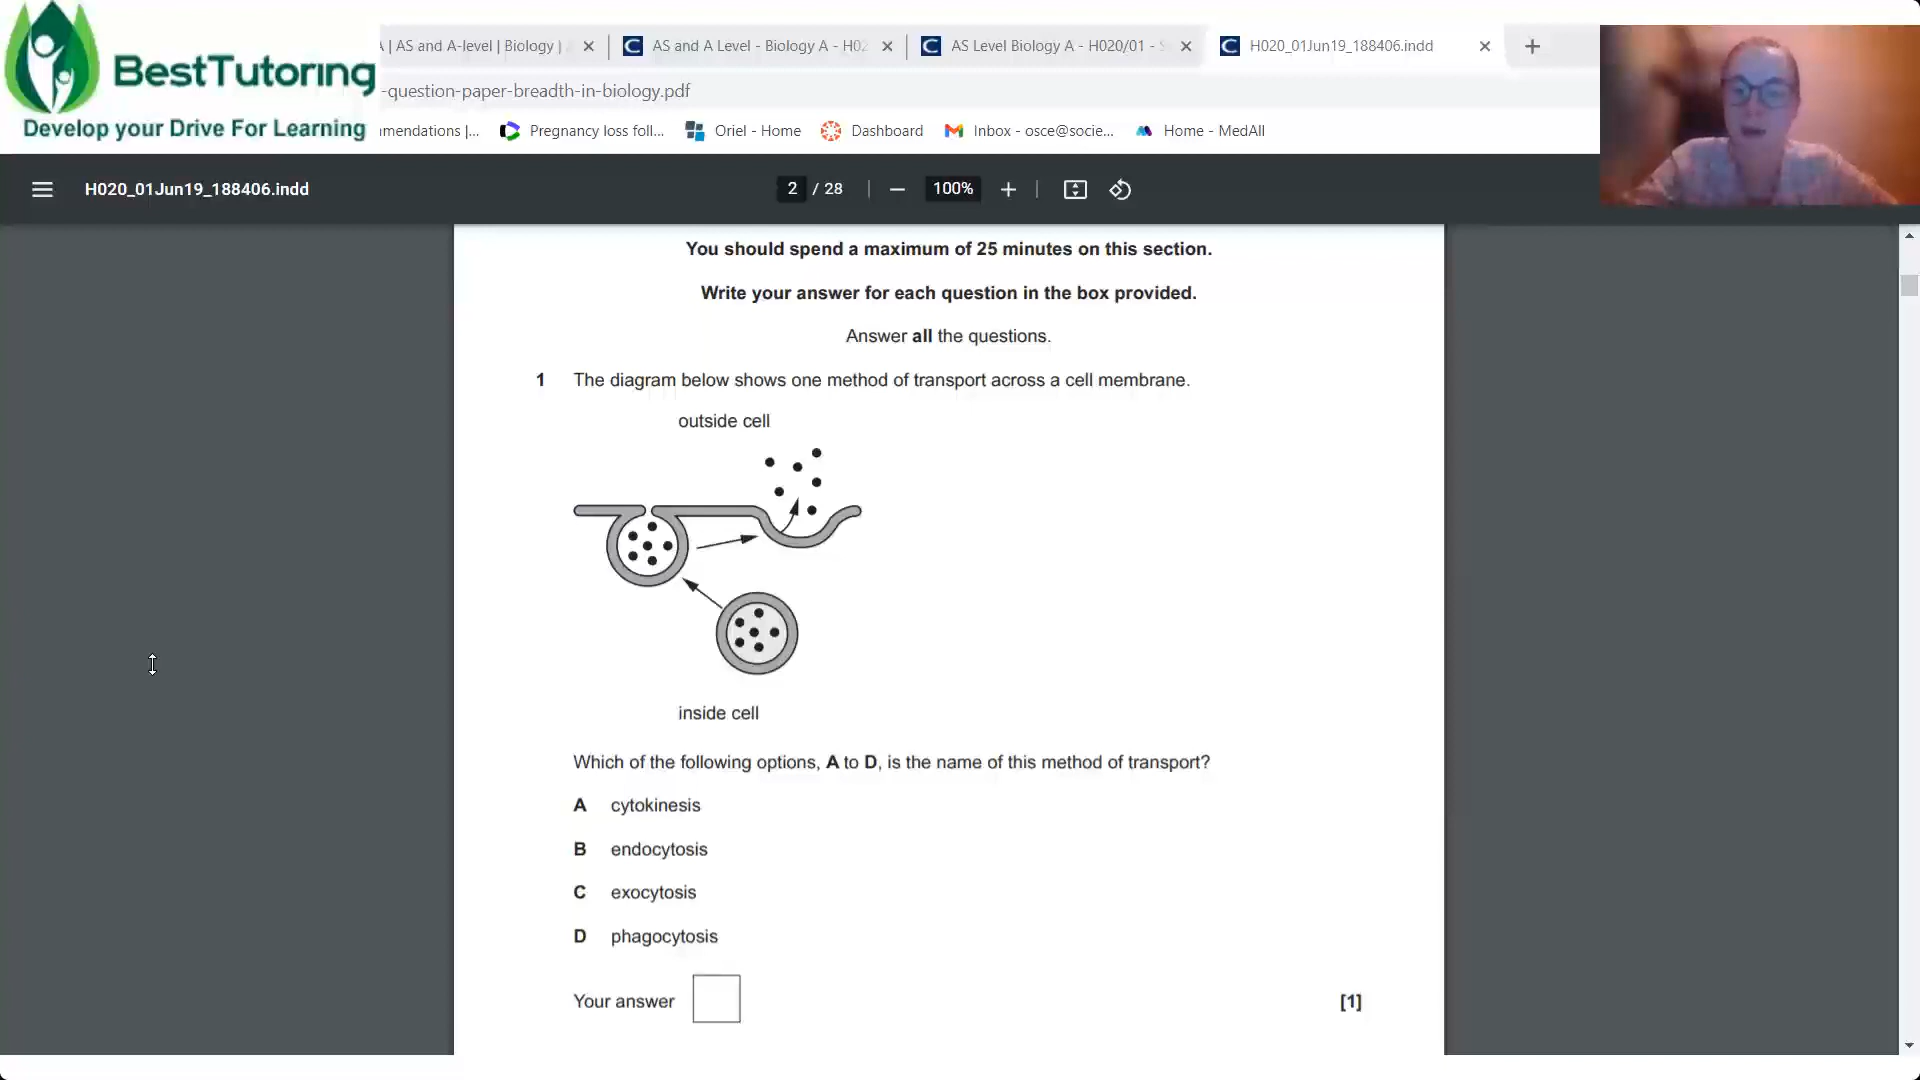 BestTutoring
Develop your Drive For Learning
\ | AS and A-level | Biology |
AS and A Level - Biology A - H02
AS Level Biology A - H020/01 -
H020_01Jun19_188406.indd
-question-paper-breadth-in-biology.pdf
mendations |...
Pregnancy loss foll...
Oriel - Home
Dashboard
Inbox - osce@socie...
Home - MedAll
H020_01Jun19_188406.indd
2 / 28
100%
You should spend a maximum of 25 minutes on this section.
Write your answer for each question in the box provided.
Answer all the questions.
1 The diagram below shows one method of transport across a cell membrane.
outside cell
inside cell
Which of the following options, A to D, is the name of this method of transport?
A cytokinesis
B endocytosis
C exocytosis
D phagocytosis
Your answer
[1]